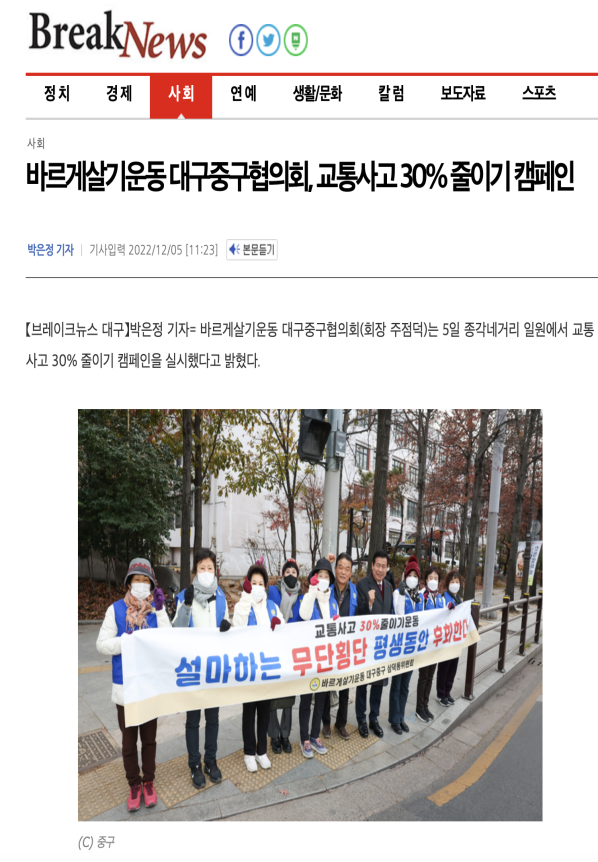 BreakNews
정치 경제 사회 연예 생활/문화 칼럼 보도자료 스포츠
사회
바르게살기운동 대구중구협의회, 교통사고 30% 줄이기 캠페인
박은정 기자 | 기사입력 2022/12/05 [11:23] 본문듣기
【브레이크뉴스 대구】박은정 기자= 바르게살기운동 대구중구협의회(회장 주점덕)는 5일 종각네거리 일원에서 교통
사고 30% 줄이기 캠페인을 실시했다고 밝혔다.
교통사고 30%줄이기운동
설마하는 무단횡단 평생동안 후회한다
바르게살기운동 대구중구 삼덕동위원회
(C) 중구